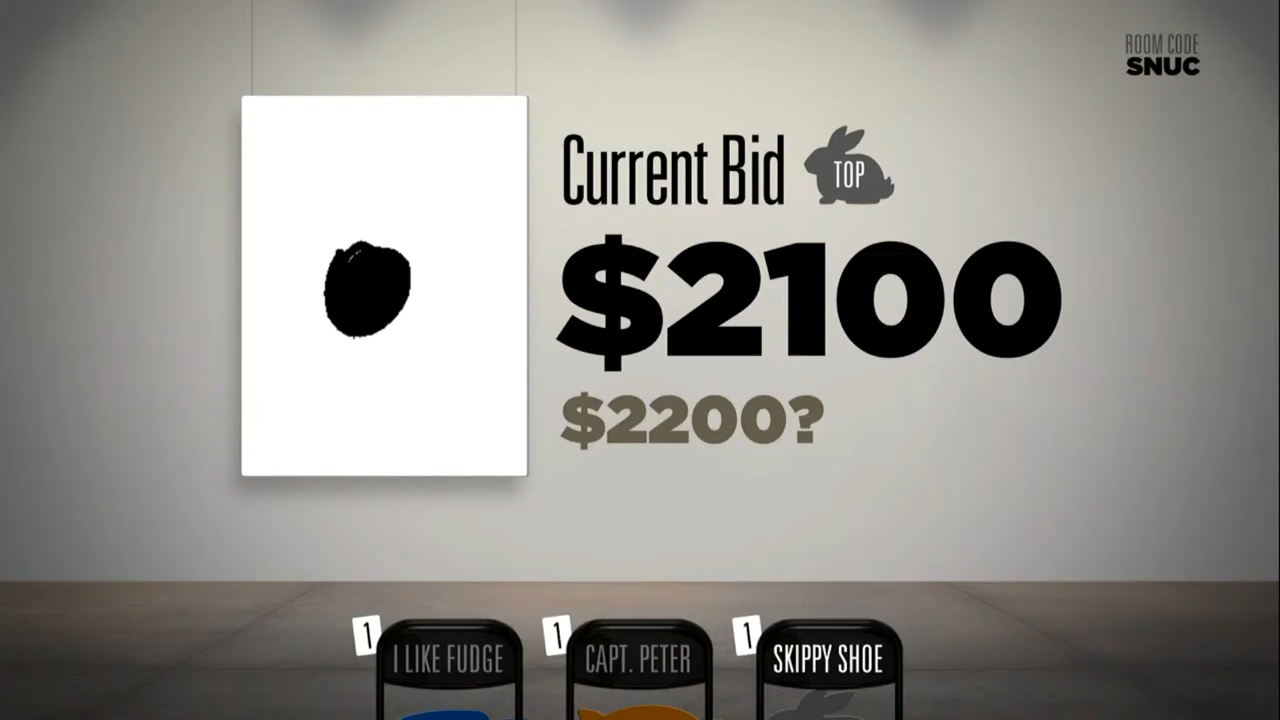 ROOM CODE
SNUC
Current Bid
TOP
$2100
$2200?
1
I LIKE FUDGE
1
CAPT. PETER
1
SKIPPY SHOE